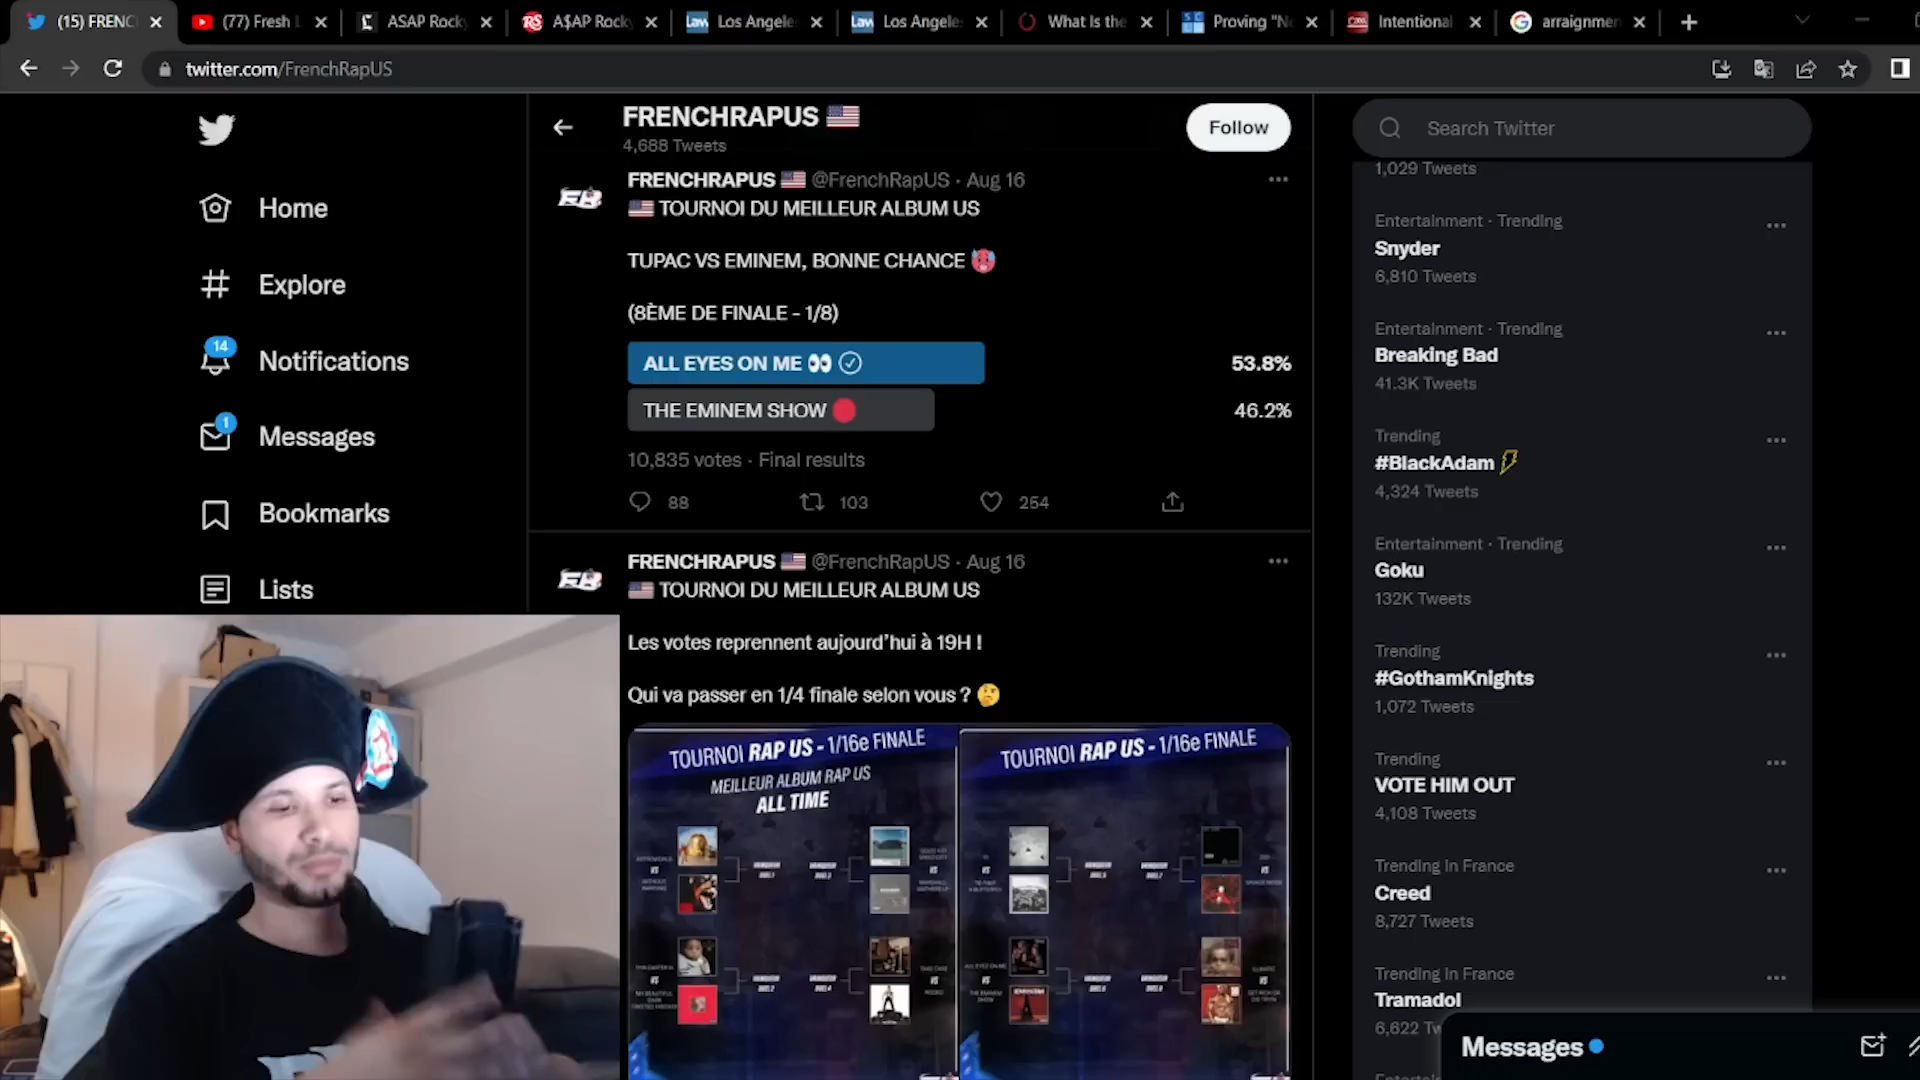 (15) FRENC
(77) Fresh L
ASAP Rocky
A$AP Rocky
Los Angeles
Los Angeles
What Is the
Proving "Ne
Intentional
arraignmen
twitter.com/FrenchRapUS
Home
Explore
14
Notifications
1
Messages
Bookmarks
Lists
FRENCHRAPUS
4,688 Tweets
Follow
FRENCHRAPUS @FrenchRapUS · Aug 16
TOURNOI DU MEILLEUR ALBUM US
TUPAC VS EMINEM, BONNE CHANCE
(8ÈME DE FINALE - 1/8)
ALL EYES ON ME 53.8%
THE EMINEM SHOW 46.2%
10,835 votes · Final results
88 103 254
FRENCHRAPUS @FrenchRapUS · Aug 16
TOURNOI DU MEILLEUR ALBUM US
Les votes reprennent aujourd'hui à 19H !
Qui va passer en 1/4 finale selon vous ?
TOURNOI RAP US - 1/16e FINALE
MEILLEUR ALBUM RAP US
ALL TIME
TOURNOI RAP US - 1/16e FINALE
Search Twitter
1,029 Tweets
Entertainment · Trending
Snyder
6,810 Tweets
Entertainment · Trending
Breaking Bad
41.3K Tweets
Trending
#BlackAdam
4,324 Tweets
Entertainment · Trending
Goku
132K Tweets
Trending
#GothamKnights
1,072 Tweets
Trending
VOTE HIM OUT
4,108 Tweets
Trending in France
Creed
8,727 Tweets
Trending in France
Tramadol
6,622 Tw
Messages